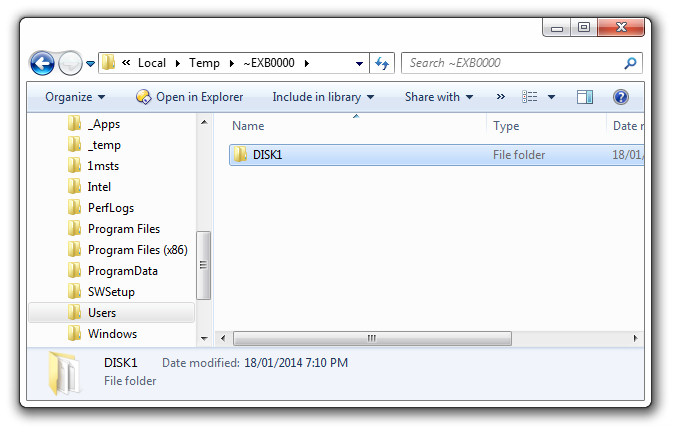 « Local Temp ~EXB0000
Search ~EXB0000
Organize Open in Explorer Include in library Share with »
_Apps
_temp
1msts
Intel
PerfLogs
Program Files
Program Files (x86)
ProgramData
SWSetup
Users
Windows
Name Type Date r
DISK1 File folder 18/01/
DISK1 Date modified: 18/01/2014 7:10 PM
File folder